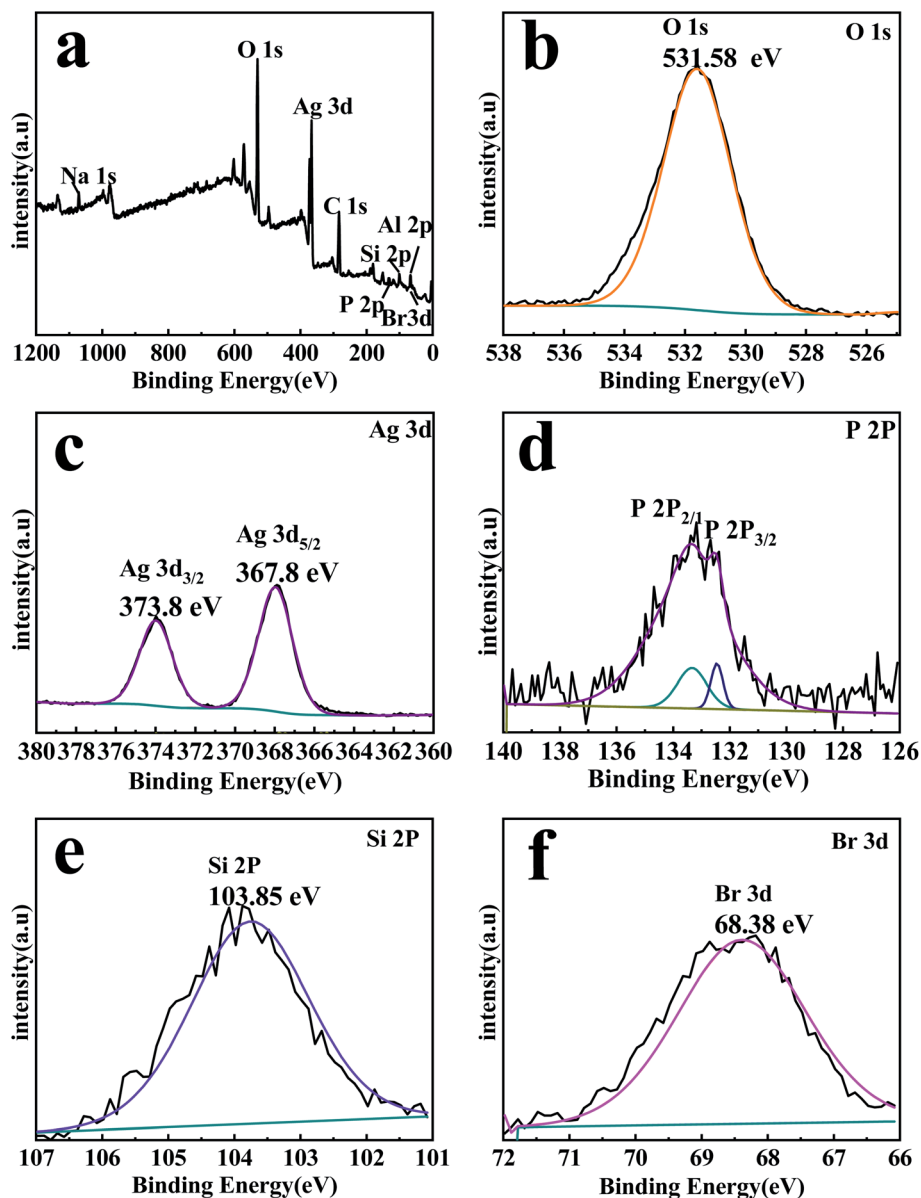 a
O 1s
Ag 3d
Na 1s
C 1s
Al 2p
Si 2p
P 2p
Br3d
intensity(a.u)
1200 1000 800 600 400 200 0
Binding Energy(eV)
b
O 1s
531.58 eV
O 1s
intensity(a.u)
538 536 534 532 530 528 526
Binding Energy(eV)
c
Ag 3d
Ag 3d5/2
367.8 eV
Ag 3d3/2
373.8 eV
intensity(a.u)
380 378 376 374 372 370 368 366 364 362 360
Binding Energy(eV)
d
P 2P
P 2P2/1
P 2P3/2
intensity(a.u)
140 138 136 134 132 130 128 126
Binding Energy(eV)
e
Si 2P
Si 2P
103.85 eV
intensity(a.u)
107 106 105 104 103 102 101
Binding Energy(eV)
f
Br 3d
Br 3d
68.38 eV
intensity(a.u)
72 71 70 69 68 67 66
Binding Energy(eV)